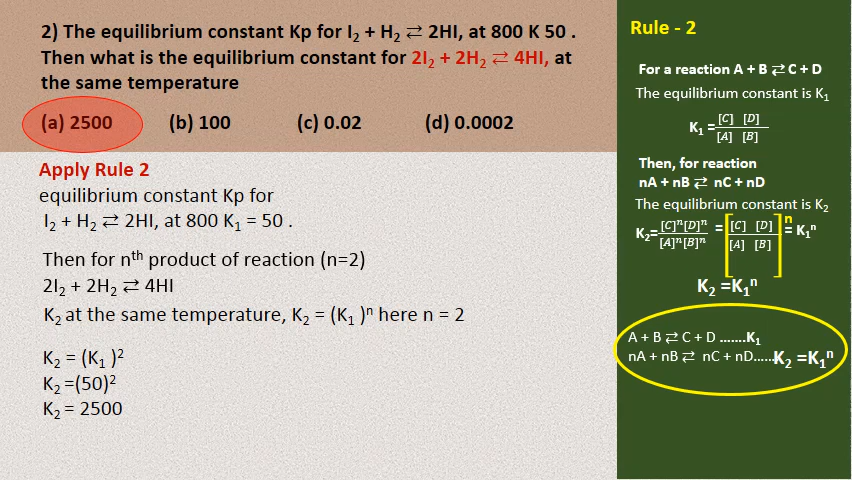 2) The equilibrium constant Kp for I₂ + H₂ ⇄ 2HI, at 800 K 50 .
Then what is the equilibrium constant for 2I₂ + 2H₂ ⇄ 4HI, at
the same temperature
(a) 2500 (b) 100 (c) 0.02 (d) 0.0002
Apply Rule 2
equilibrium constant Kp for
I₂ + H₂ ⇄ 2HI, at 800 K₁ = 50 .
Then for nᵗʰ product of reaction (n=2)
2I₂ + 2H₂ ⇄ 4HI
K₂ at the same temperature, K₂ = (K₁ )ⁿ here n = 2
K₂ = (K₁ )²
K₂ =(50)²
K₂ = 2500
Rule - 2
For a reaction A + B ⇄ C + D
The equilibrium constant is K₁
K₁ = [C] [D] / [A] [B]
Then, for reaction
nA + nB ⇄ nC + nD
The equilibrium constant is K₂
K₂= [C]ⁿ[D]ⁿ / [A]ⁿ[B]ⁿ = [ [C] [D] / [A] [B] ]ⁿ = K₁ⁿ
K₂ =K₁ⁿ
A + B ⇄ C + D .......K₁
nA + nB ⇄ nC + nD......K₂ =K₁ⁿ